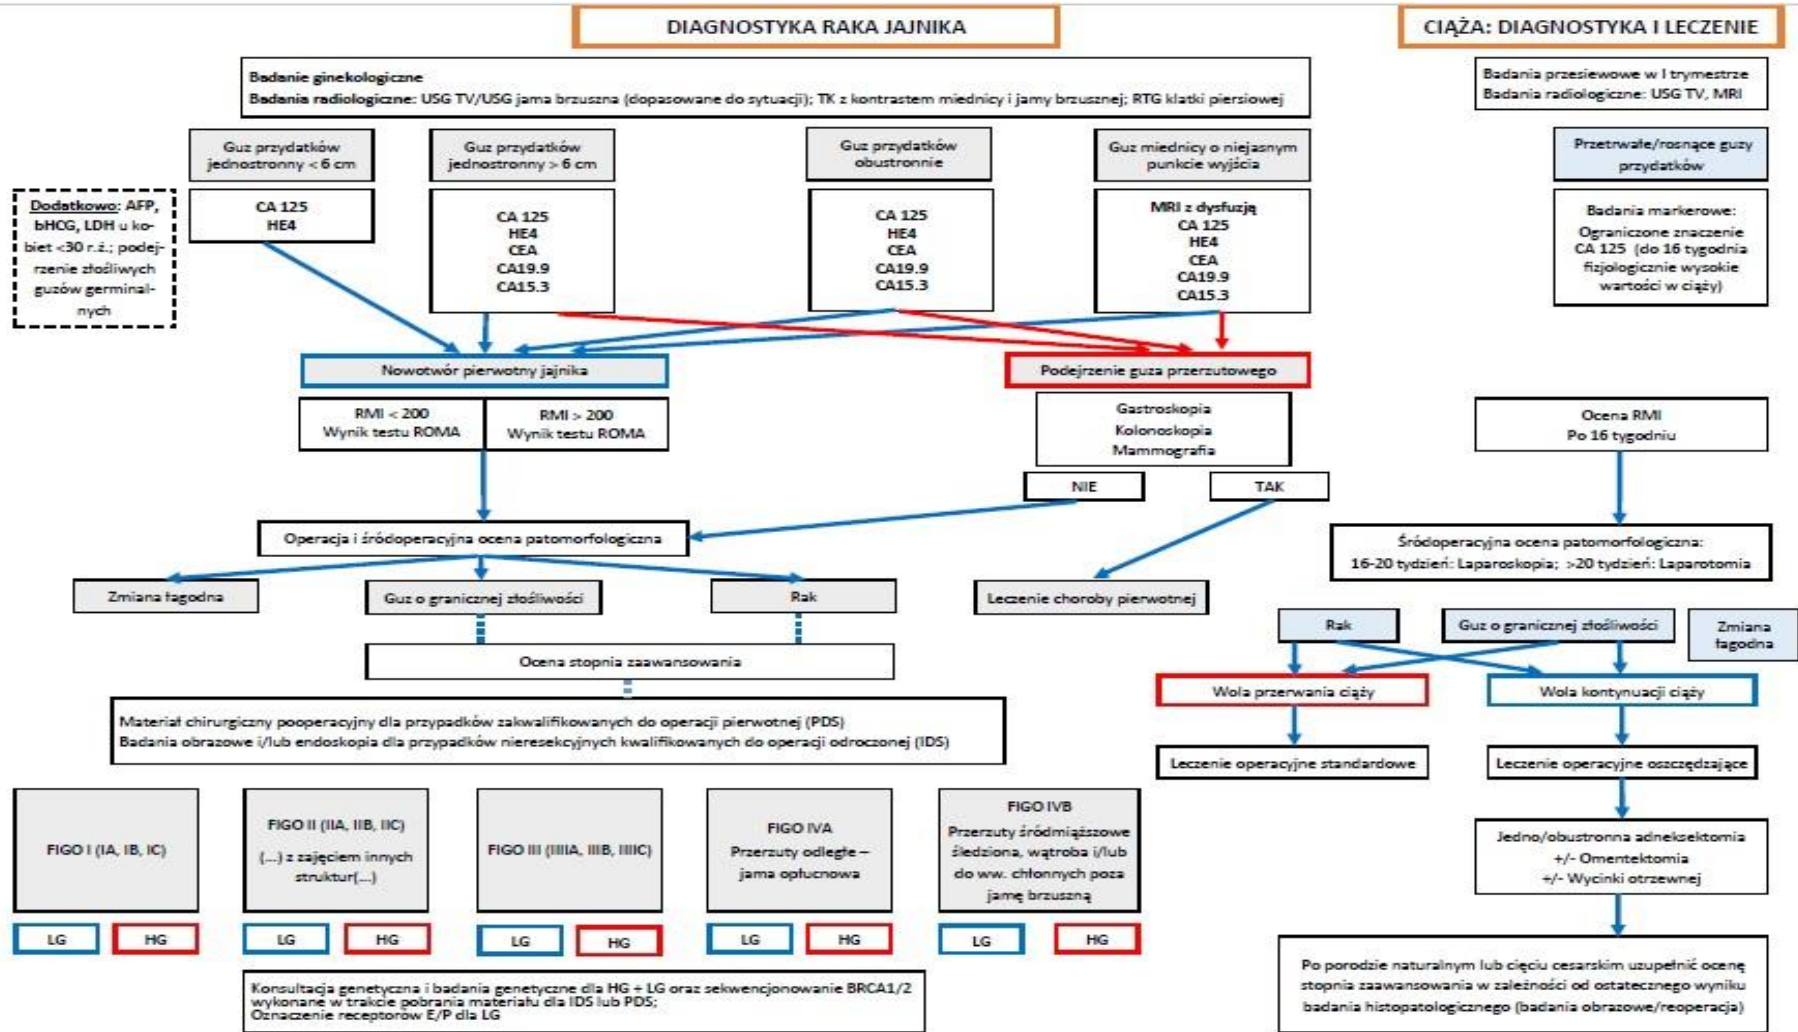 DIAGNOSTYKA RAKA JAJNIKA
Badanie ginekologiczne
Badania radiologiczne: USG TV/USG jama brzuszna (dopasowane do sytuacji); TK z kontrastem miednicy i jamy brzusznej; RTG klatki piersiowej
Guz przydatków
jednostronny < 6 cm
Guz przydatków
jednostronny > 6 cm
Guz przydatków
obustronnie
Guz miednicy o niejasnym
punkcie wyjścia
Dodatkowo: AFP,
bHCG, LDH u ko-
biet <30 r.ż.; podej-
rzenie złośliwych
guzów germinal-
nych
CA 125
HE4
CA 125
HE4
CEA
CA19.9
CA15.3
CA 125
HE4
CEA
CA19.9
CA15.3
MRI z dysfuzją
CA 125
HE4
CEA
CA19.9
CA15.3
Nowotwór pierwotny jajnika
Podejrzenie guza przerzutowego
RMI < 200
Wynik testu ROMA
RMI > 200
Wynik testu ROMA
Gastroskopia
Kolonoskopia
Mammografia
NIE
TAK
Operacja i śródoperacyjna ocena patomorfologiczna
Zmiana łagodna
Guz o granicznej złośliwości
Rak
Leczenie choroby pierwotnej
Ocena stopnia zaawansowania
Materiał chirurgiczny pooperacyjny dla przypadków zakwalifikowanych do operacji pierwotnej (PDS)
Badania obrazowe i/lub endoskopia dla przypadków nieresekcyjnych kwalifikowanych do operacji odroczonej (IDS)
FIGO I (IA, IB, IC)
FIGO II (IIA, IIB, IIC)
(...) z zajęciem innych
struktur(...)
FIGO III (IIIIA, IIIB, IIIIC)
FIGO IVA
Przerzuty odległe –
jama opłucnowa
FIGO IVB
Przerzuty śródmiąższowe
śledziona, wątroba i/lub
do ww. chłonnych poza
jamę brzuszną
LG
HG
LG
HG
LG
HG
LG
HG
LG
HG
Konsultacja genetyczna i badania genetyczne dla HG + LG oraz sekwencjonowanie BRCA1/2
wykonane w trakcie pobrania materiału dla IDS lub PDS;
Oznaczenie receptorów E/P dla LG
CIĄŻA: DIAGNOSTYKA I LECZENIE
Badania przesiewowe w I trymestrze
Badania radiologiczne: USG TV, MRI
Przetrwałe/rosnące guzy
przydatków
Badania markerowe:
Ograniczone znaczenie
CA 125 (do 16 tygodnia
fizjologicznie wysokie
wartości w ciąży)
Ocena RMI
Po 16 tygodniu
Śródoperacyjna ocena patomorfologiczna:
16-20 tydzień: Laparoskopia; >20 tydzień: Laparotomia
Rak
Guz o granicznej złośliwości
Zmiana
łagodna
Wola przerwania ciąży
Wola kontynuacji ciąży
Leczenie operacyjne standardowe
Leczenie operacyjne oszczędzające
Jedno/obustronna adneksektomia
+/- Omentektomia
+/- Wycinki otrzewnej
Po porodzie naturalnym lub cięciu cesarskim uzupełnić ocenę
stopnia zaawansowania w zależności od ostatecznego wyniku
badania histopatologicznego (badania obrazowe/reoperacja)